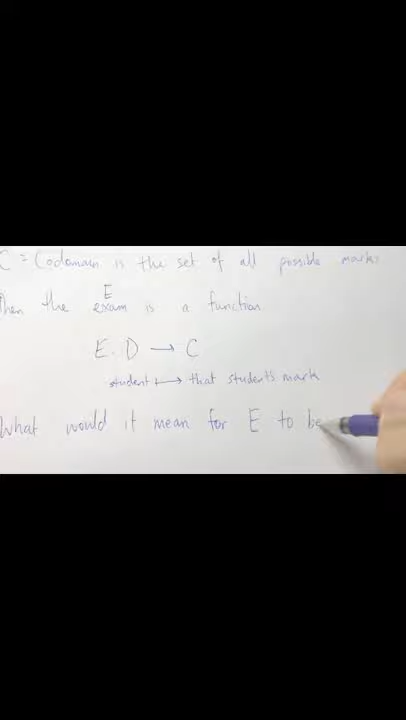 C = Codomain is the set of all possible marks
Then the exam E is a function
E: D → C
student ↦ that student's mark
What would it mean for E to be